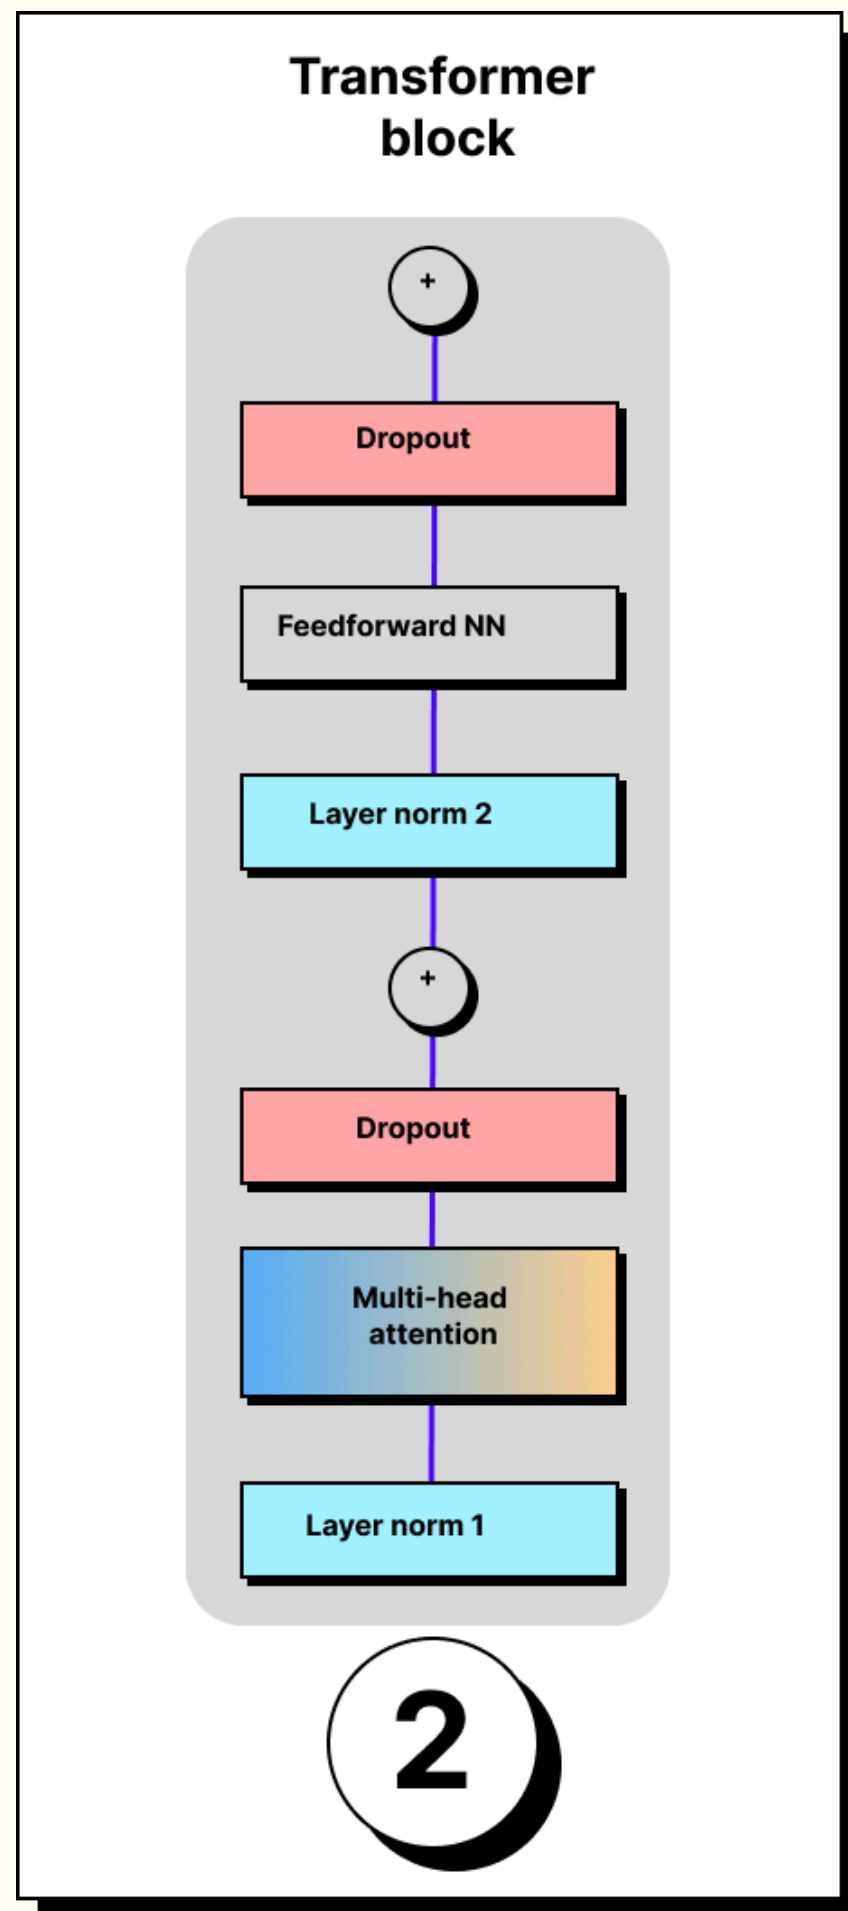 Transformer
block
+
Dropout
Feedforward NN
Layer norm 2
+
Dropout
Multi-head
attention
Layer norm 1
2